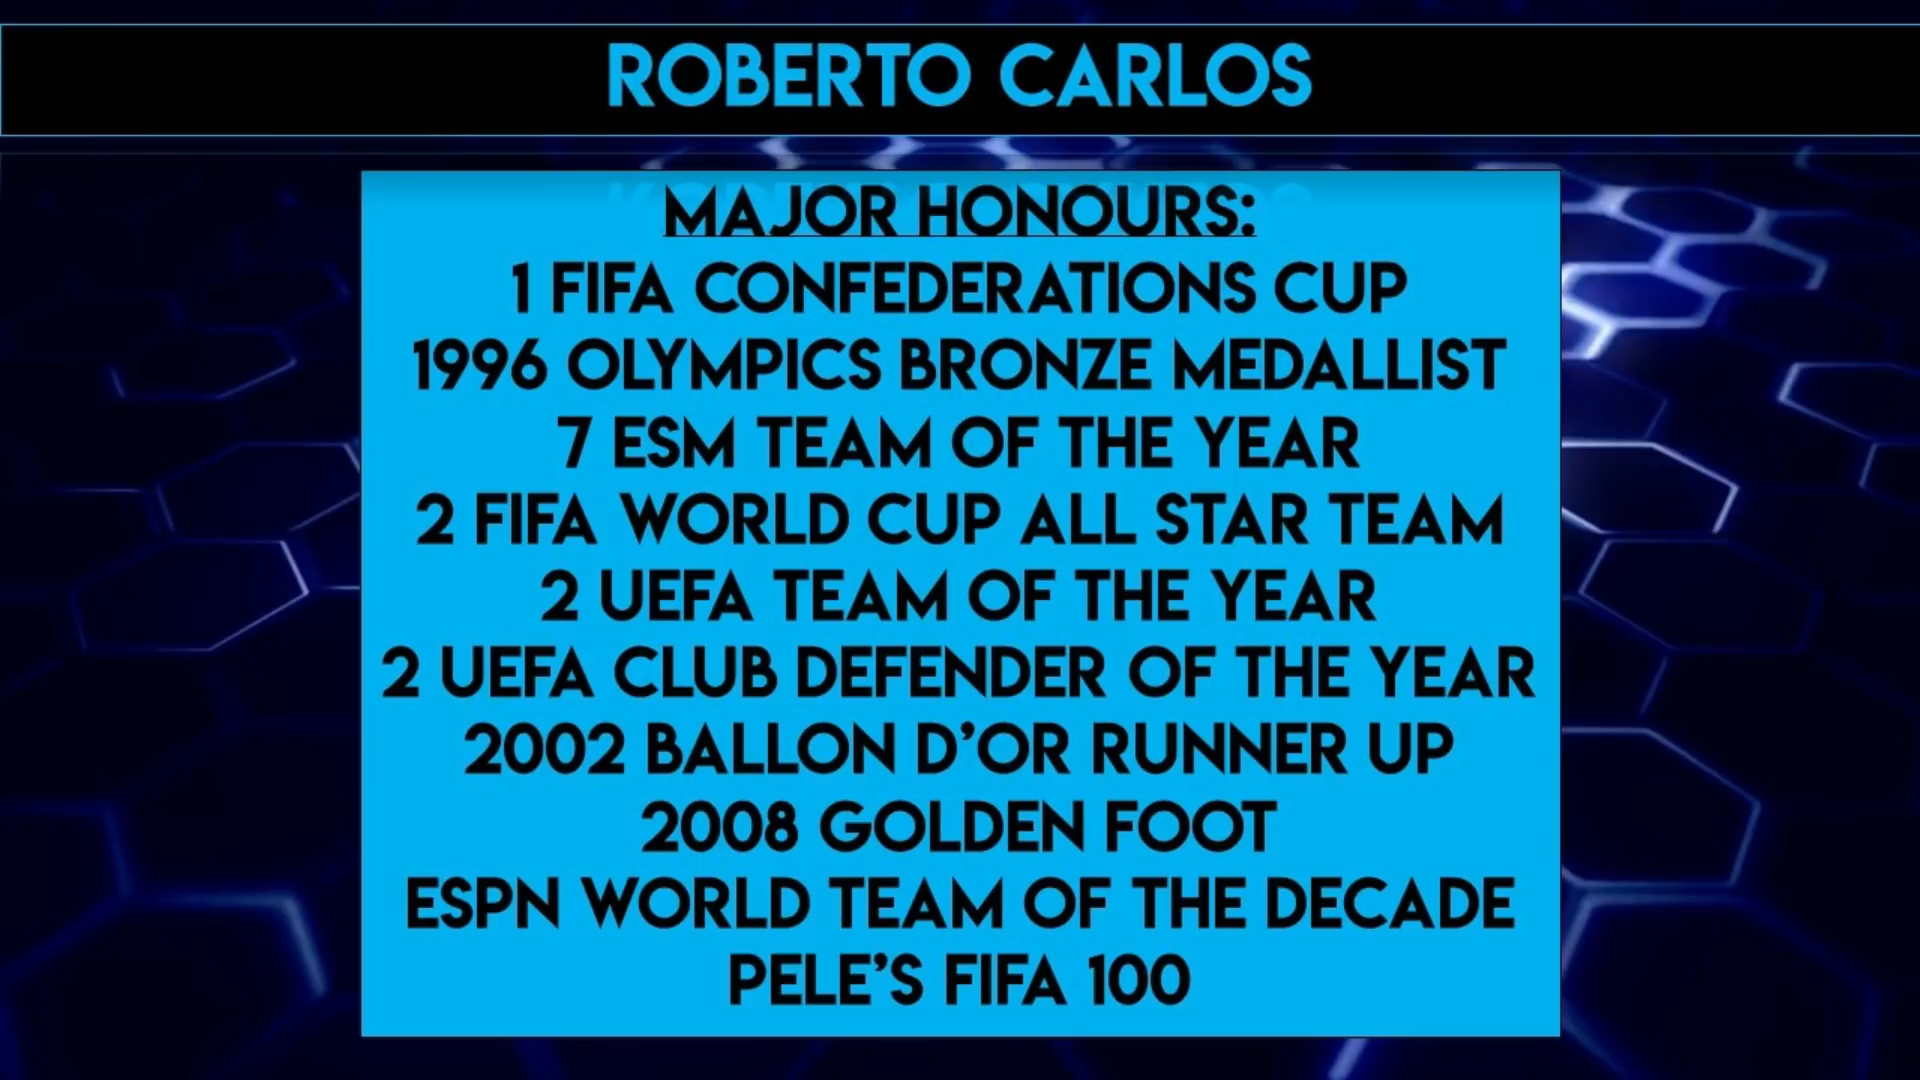 ROBERTO CARLOS
MAJOR HONOURS:
1 FIFA CONFEDERATIONS CUP
1996 OLYMPICS BRONZE MEDALLIST
7 ESM TEAM OF THE YEAR
2 FIFA WORLD CUP ALL STAR TEAM
2 UEFA TEAM OF THE YEAR
2 UEFA CLUB DEFENDER OF THE YEAR
2002 BALLON D'OR RUNNER UP
2008 GOLDEN FOOT
ESPN WORLD TEAM OF THE DECADE
PELE'S FIFA 100